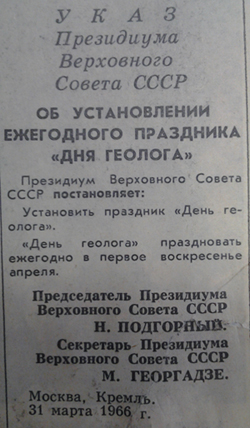 УКАЗ
Президиума
Верховного
Совета СССР
ОБ УСТАНОВЛЕНИИ
ЕЖЕГОДНОГО ПРАЗДНИКА
«ДНЯ ГЕОЛОГА»
Президиум Верховного Совета
СССР постановляет:
Установить праздник «День ге-
олога».
«День геолога» праздновать
ежегодно в первое воскресенье
апреля.
Председатель Президиума
Верховного Совета СССР
Н. ПОДГОРНЫЙ.
Секретарь Президиума
Верховного Совета СССР
М. ГЕОРГАДЗЕ.
Москва, Кремль.
31 марта 1966 г.